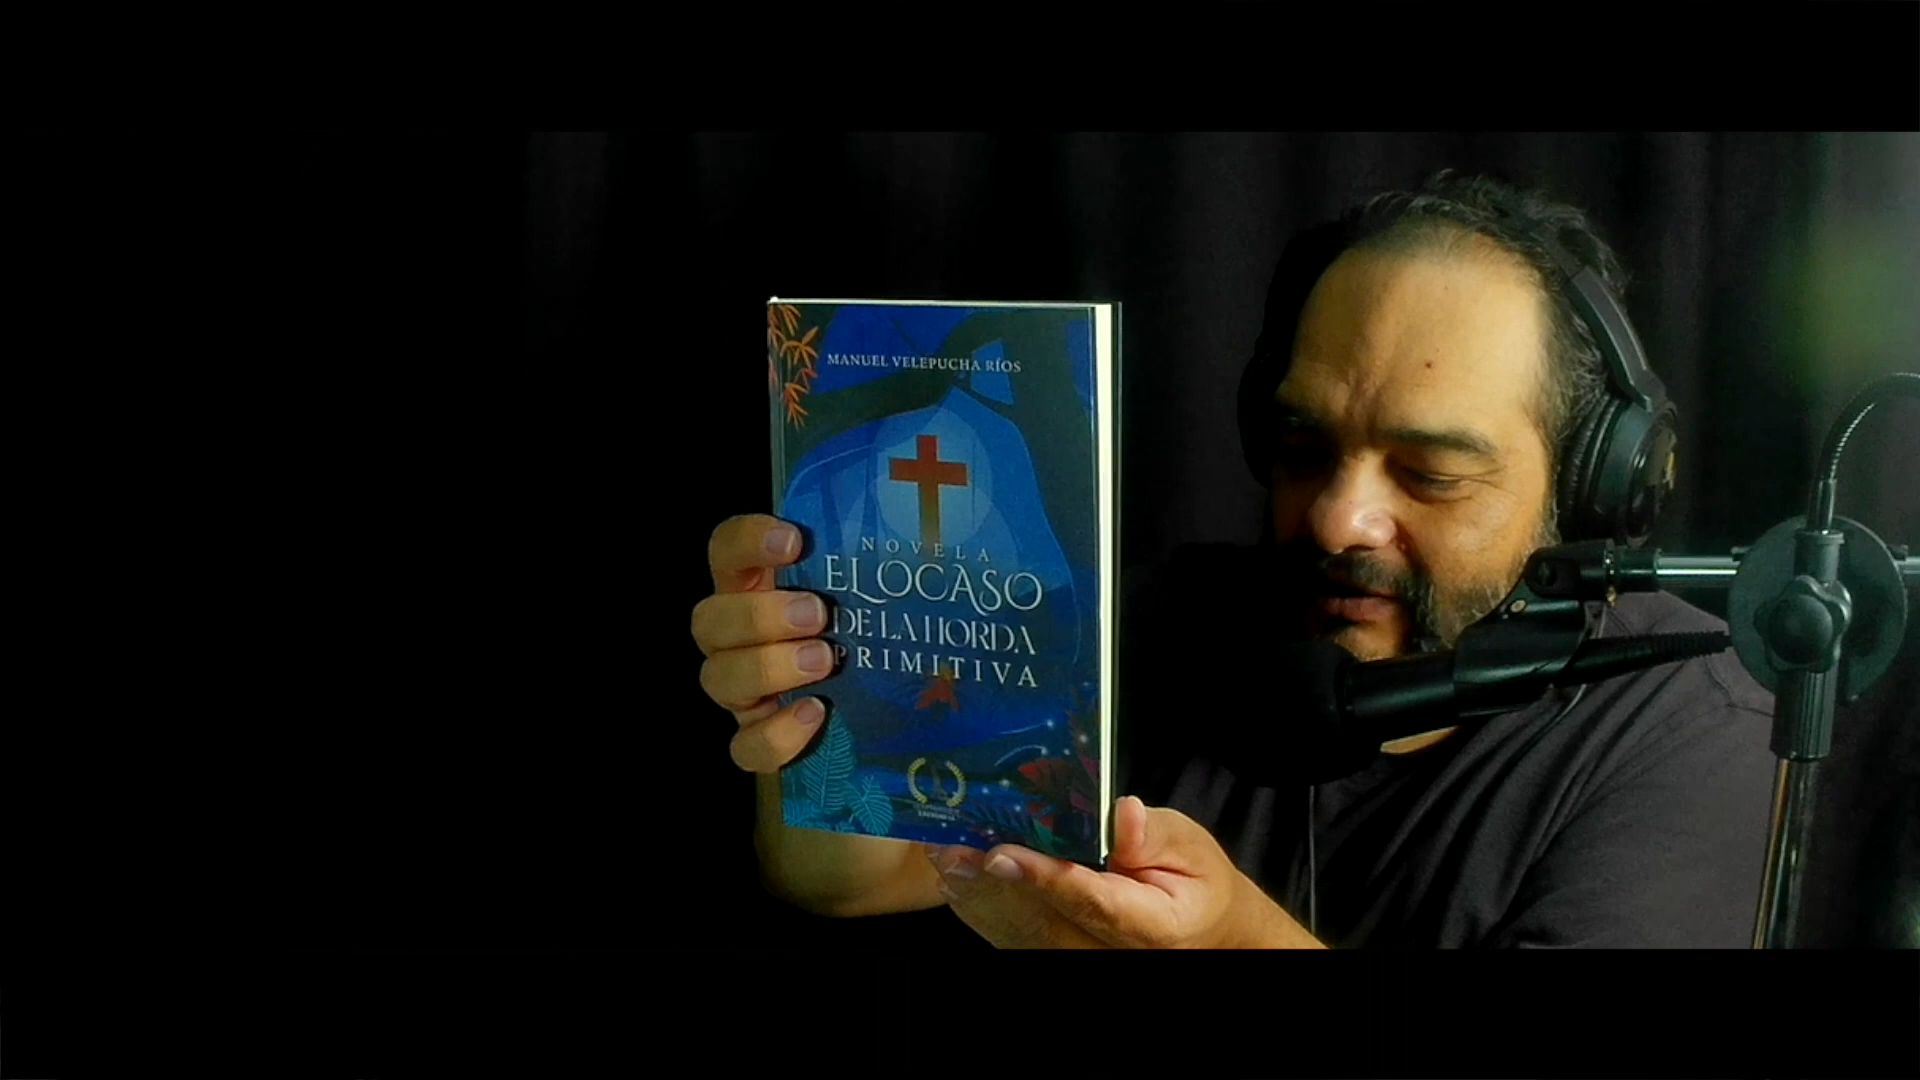 MANUEL VELEPUCHA RÍOS
NOVELA
EL OCASO
DE LA HORDA
PRIMITIVA